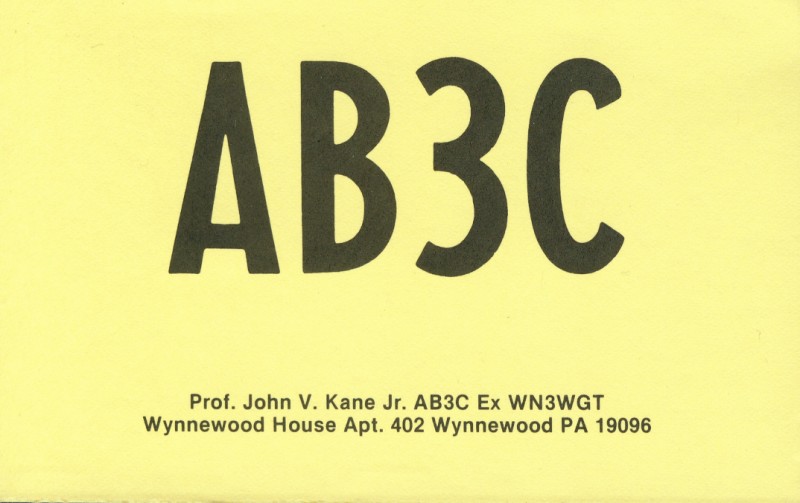 AB3C
Prof. John V. Kane Jr. AB3C Ex WN3WGT
Wynnewood House Apt. 402 Wynnewood PA 19096